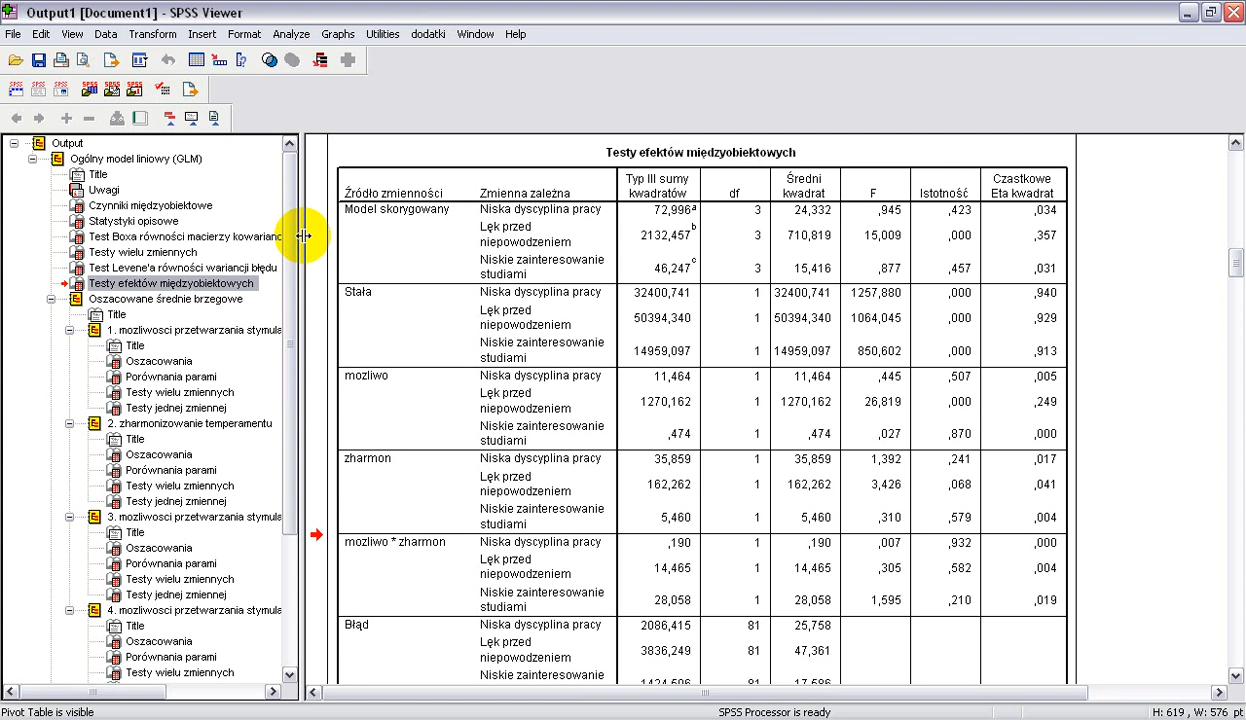 Output1 [Document1] - SPSS Viewer
File Edit View Data Transform Insert Format Analyze Graphs Utilities dodatki Window Help
Output
Ogólny model liniowy (GLM)
Title
Uwagi
Czynniki międzyobiektowe
Statystyki opisowe
Test Boxa równości macierzy kowarianc
Testy wielu zmiennych
Test Levene'a równości wariancji błędu
Testy efektów międzyobiektowych
Oszacowane średnie brzegowe
Title
1. mozliwosci przetwarzania stymula
Title
Oszacowania
Porównania parami
Testy wielu zmiennych
Testy jednej zmiennej
2. zharmonizowanie temperamentu
Title
Oszacowania
Porównania parami
Testy wielu zmiennych
Testy jednej zmiennej
3. mozliwosci przetwarzania stymula
Title
Oszacowania
Porównania parami
Testy wielu zmiennych
Testy jednej zmiennej
4. mozliwosci przetwarzania stymula
Title
Oszacowania
Porównania parami
Testy wielu zmiennych
Testy efektów międzyobiektowych
Typ III sumy Średni Czastkowe
Źródło zmienności Zmienna zależna kwadratów df kwadrat F Istotność Eta kwadrat
Model skorygowany Niska dyscyplina pracy 72,996a 3 24,332 ,945 ,423 ,034
Lęk przed
niepowodzeniem 2132,457b 3 710,819 15,009 ,000 ,357
Niskie zainteresowanie
studiami 46,247c 3 15,416 ,877 ,457 ,031
Stała Niska dyscyplina pracy 32400,741 1 32400,741 1257,880 ,000 ,940
Lęk przed
niepowodzeniem 50394,340 1 50394,340 1064,045 ,000 ,929
Niskie zainteresowanie
studiami 14959,097 1 14959,097 850,602 ,000 ,913
mozliwo Niska dyscyplina pracy 11,464 1 11,464 ,445 ,507 ,005
Lęk przed
niepowodzeniem 1270,162 1 1270,162 26,819 ,000 ,249
Niskie zainteresowanie
studiami ,474 1 ,474 ,027 ,870 ,000
zharmon Niska dyscyplina pracy 35,859 1 35,859 1,392 ,241 ,017
Lęk przed
niepowodzeniem 162,262 1 162,262 3,426 ,068 ,041
Niskie zainteresowanie
studiami 5,460 1 5,460 ,310 ,579 ,004
mozliwo * zharmon Niska dyscyplina pracy ,190 1 ,190 ,007 ,932 ,000
Lęk przed
niepowodzeniem 14,465 1 14,465 ,305 ,582 ,004
Niskie zainteresowanie
studiami 28,058 1 28,058 1,595 ,210 ,019
Błąd Niska dyscyplina pracy 2086,415 81 25,758
Lęk przed
niepowodzeniem 3836,249 81 47,361
Niskie zainteresowanie
Pivot Table is visible SPSS Processor is ready H: 619 , W: 576 pt